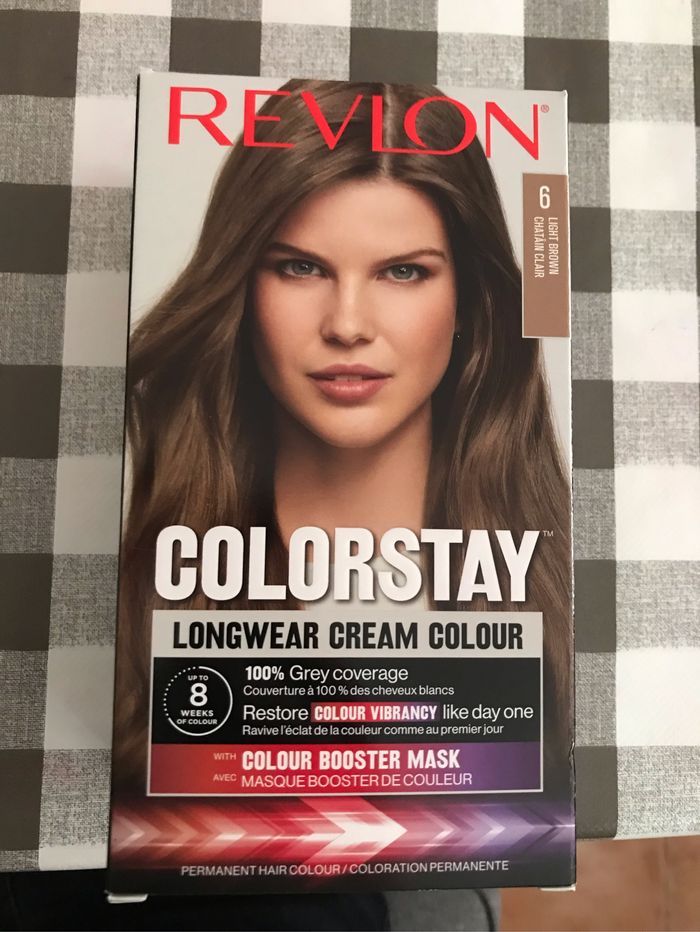 REVLON®
6
LIGHT BROWN
CHATAIN CLAIR
COLORSTAY™
LONGWEAR CREAM COLOUR
UP TO
8
WEEKS
OF COLOUR
100% Grey coverage
Couverture à 100 % des cheveux blancs
Restore COLOUR VIBRANCY like day one
Ravive l'éclat de la couleur comme au premier jour
WITH COLOUR BOOSTER MASK
AVEC MASQUE BOOSTER DE COULEUR
PERMANENT HAIR COLOUR / COLORATION PERMANENTE